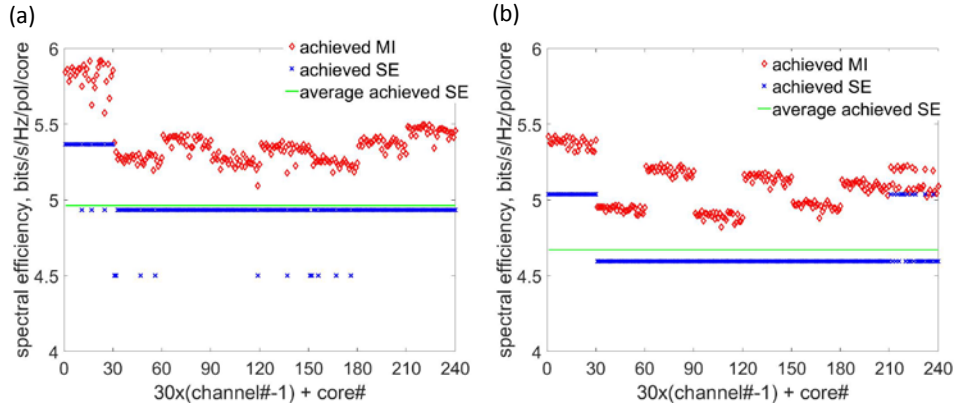 (a)
spectral efficiency, bits/s/Hz/pol/core
6
5.5
5
4.5
4
achieved MI
achieved SE
average achieved SE
0 30 60 90 120 150 180 210 240
30x(channel#-1) + core#
(b)
spectral efficiency, bits/s/Hz/pol/core
6
5.5
5
4.5
4
achieved MI
achieved SE
average achieved SE
0 30 60 90 120 150 180 210 240
30x(channel#-1) + core#